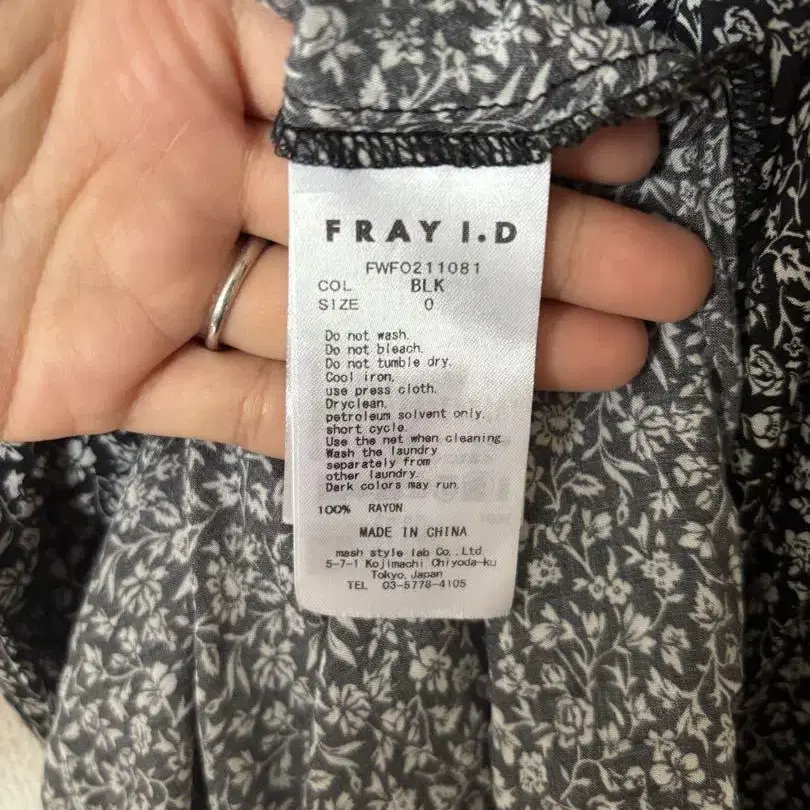 FRAY I.D
FWFO211081
COL BLK
SIZE 0
Do not wash.
Do not bleach.
Do not tumble dry.
Cool iron,
use press cloth.
Dryclean,
petroleum solvent only,
short cycle.
Use the net when cleaning.
Wash the laundry
separately from
other laundry.
Dark colors may run.
100% RAYON
MADE IN CHINA
mash style lab Co.,Ltd.
5-7-1 Kojimachi Chiyoda-ku
Tokyo,Japan
TEL 03-5778-4105